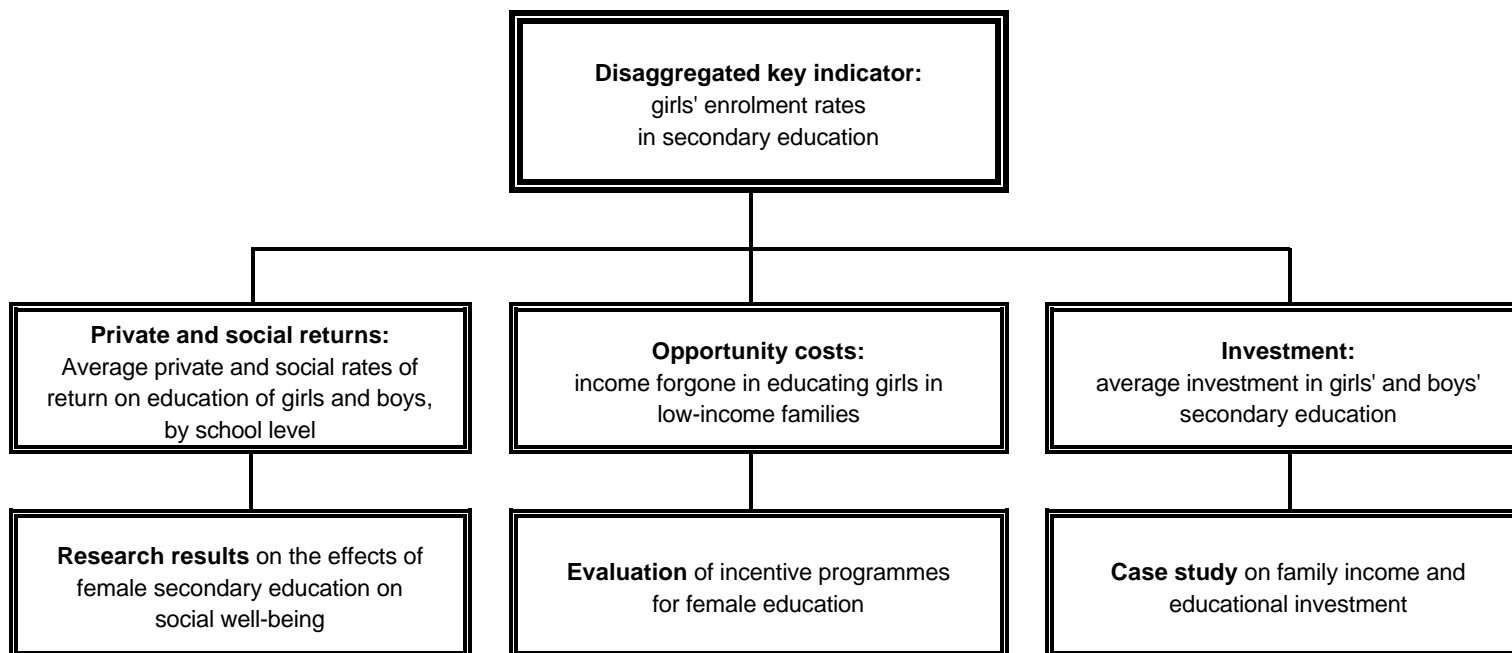 Disaggregated key indicator:
girls' enrolment rates
in secondary education
Private and social returns:
Average private and social rates of
return on education of girls and boys,
by school level
Opportunity costs:
income forgone in educating girls in
low-income families
Investment:
average investment in girls' and boys'
secondary education
Research results on the effects of
female secondary education on
social well-being
Evaluation of incentive programmes
for female education
Case study on family income and
educational investment